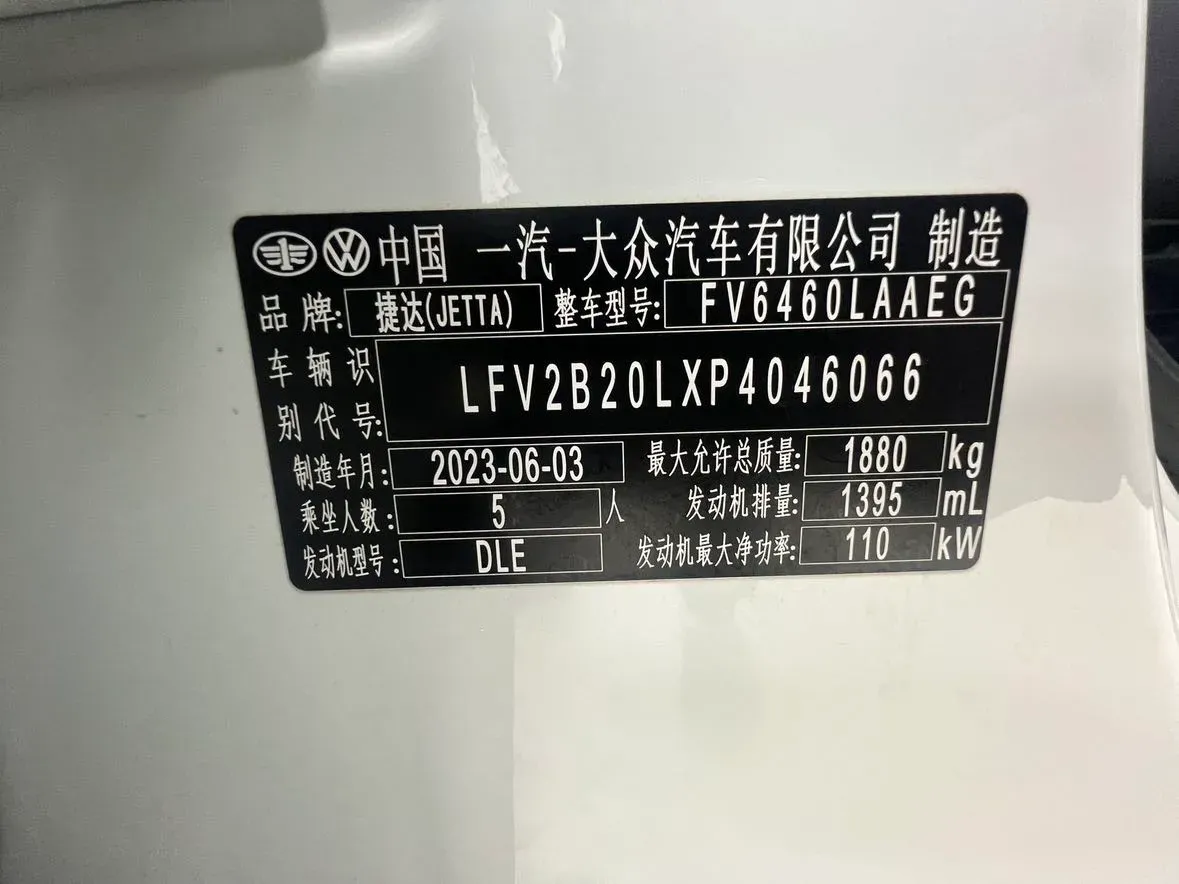 中国 一汽-大众汽车有限公司 制造
品牌: 捷达(JETTA) 整车型号: FV6460LAAEG
车辆识别代号: LFV2B20LXP4046066
制造年月: 2023-06-03 最大允许总质量: 1880 kg
乘坐人数: 5 人 发动机排量: 1395 mL
发动机型号: DLE 发动机最大净功率: 110 kW